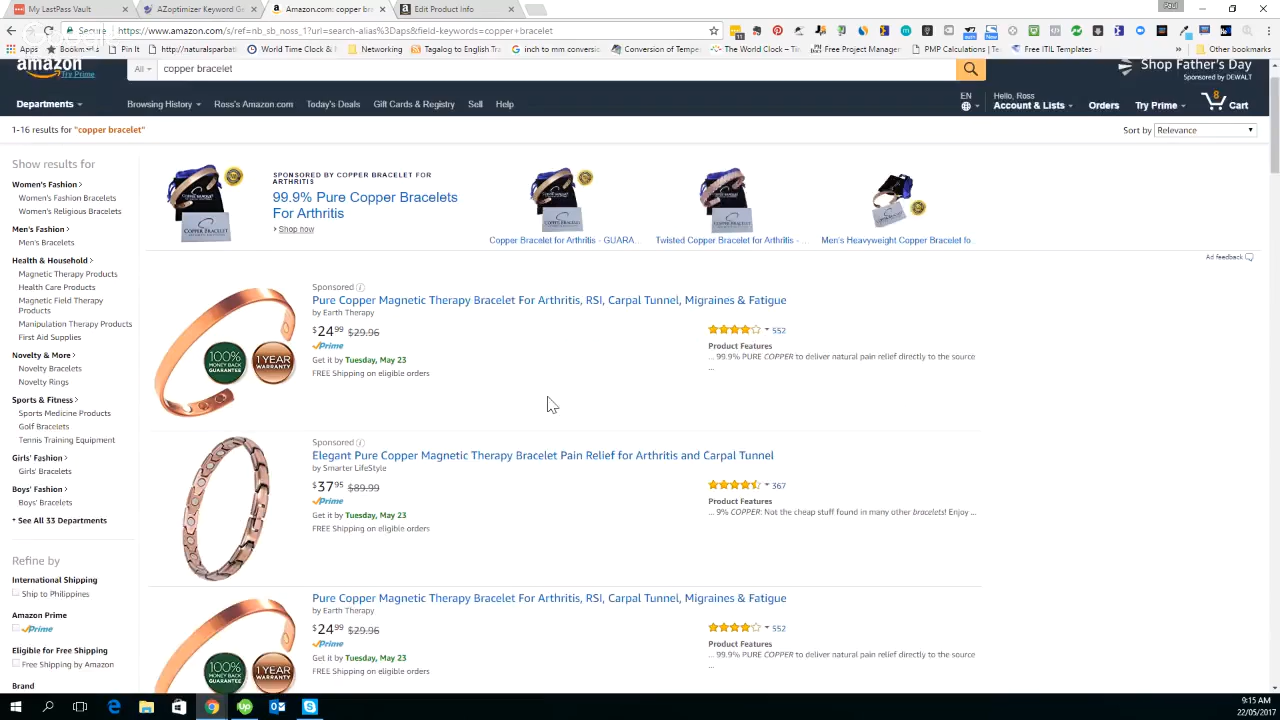 My LastPass Vault
AZoptimizer Keyword Ge
Amazon.com: copper bra
Edit Product Info
Paul
Secure
https://www.amazon.com/s/ref=nb_sb_noss_1?url=search-alias%3Daps&field-keywords=copper+bracelet
Apps
Bookmarks
Pin It
http://naturalsparbat
World Time Clock & M
Networking
Tagalog to English Tra
inch to mm conversion
Conversion of Temper
The World Clock — W
Free Project Manager
PMP Calculations | Te
Free ITIL Templates -
Other bookmarks
amazon
Try Prime
All
copper bracelet
Shop Father's Day
Sponsored by DEWALT
Departments
Browsing History
Ross's Amazon.com
Today's Deals
Gift Cards & Registry
Sell
Help
EN
Hello, Ross
Account & Lists
Orders
Try Prime
8
Cart
1-16 results for "copper bracelet"
Sort by
Relevance
Show results for
Women's Fashion
Women's Fashion Bracelets
Women's Religious Bracelets
Men's Fashion
Men's Bracelets
Health & Household
Magnetic Therapy Products
Health Care Products
Magnetic Field Therapy
Products
Manipulation Therapy Products
First Aid Supplies
Novelty & More
Novelty Bracelets
Novelty Rings
Sports & Fitness
Sports Medicine Products
Golf Bracelets
Tennis Training Equipment
Girls' Fashion
Girls' Bracelets
Boys' Fashion
Boys' Bracelets
+ See All 33 Departments
Refine by
International Shipping
Ship to Philippines
Amazon Prime
Prime
Eligible for Free Shipping
Free Shipping by Amazon
Brand
SPONSORED BY COPPER BRACELET FOR
ARTHRITIS
99.9% Pure Copper Bracelets
For Arthritis
Shop now
Copper Bracelet for Arthritis - GUARA...
Twisted Copper Bracelet for Arthritis - ...
Men's Heavyweight Copper Bracelet fo
Ad feedback
Sponsored
Pure Copper Magnetic Therapy Bracelet For Arthritis, RSI, Carpal Tunnel, Migraines & Fatigue
by Earth Therapy
$24.99 $29.96
Prime
Get it by Tuesday, May 23
FREE Shipping on eligible orders
552
Product Features
... 99.9% PURE COPPER to deliver natural pain relief directly to the source
...
100%
MONEY BACK
GUARANTEE
1 YEAR
WARRANTY
Sponsored
Elegant Pure Copper Magnetic Therapy Bracelet Pain Relief for Arthritis and Carpal Tunnel
by Smarter LifeStyle
$37.95 $89.99
Prime
Get it by Tuesday, May 23
FREE Shipping on eligible orders
367
Product Features
... 9% COPPER: Not the cheap stuff found in many other bracelets! Enjoy ...
Pure Copper Magnetic Therapy Bracelet For Arthritis, RSI, Carpal Tunnel, Migraines & Fatigue
by Earth Therapy
$24.99 $29.96
Prime
Get it by Tuesday, May 23
FREE Shipping on eligible orders
552
Product Features
... 99.9% PURE COPPER to deliver natural pain relief directly to the source
...
100%
MONEY BACK
GUARANTEE
1 YEAR
WARRANTY
9:15 AM
22/05/2017